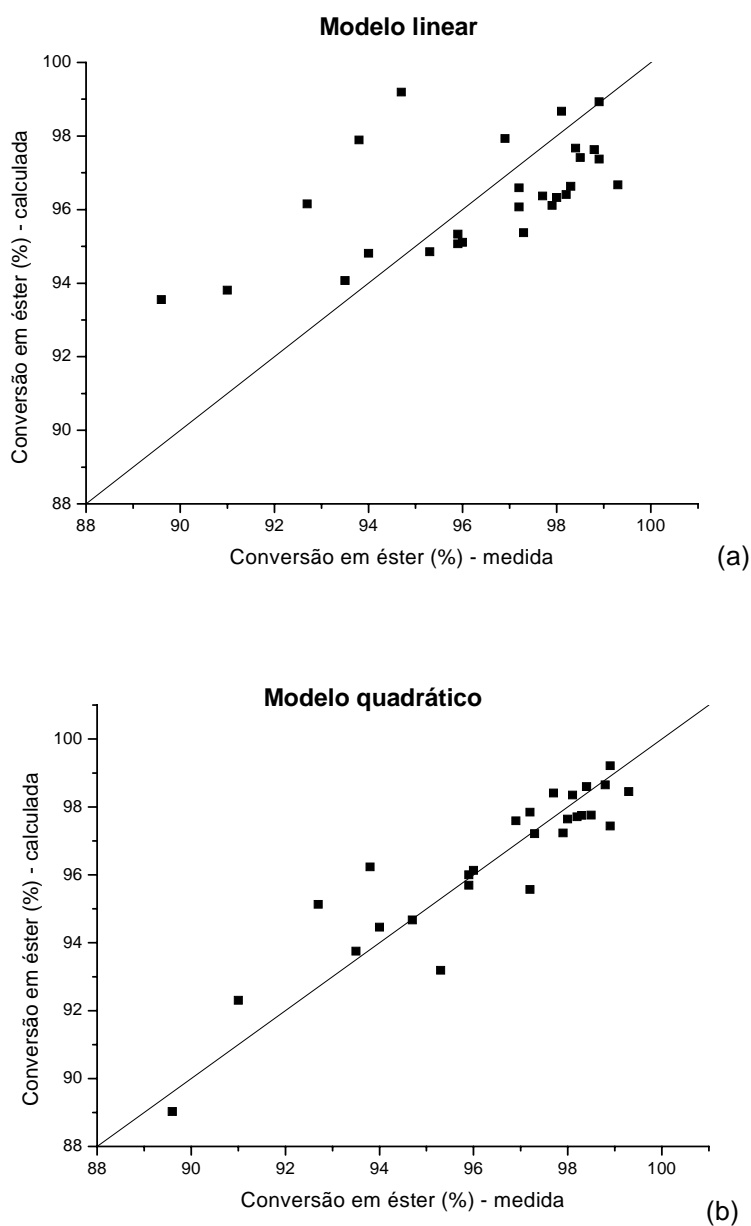 Modelo linear
100
98
96
94
92
90
88
Conversão em éster (%) - calculada
88 90 92 94 96 98 100
Conversão em éster (%) - medida
(a)
Modelo quadrático
100
98
96
94
92
90
88
Conversão em éster (%) - calculada
88 90 92 94 96 98 100
Conversão em éster (%) - medida
(b)